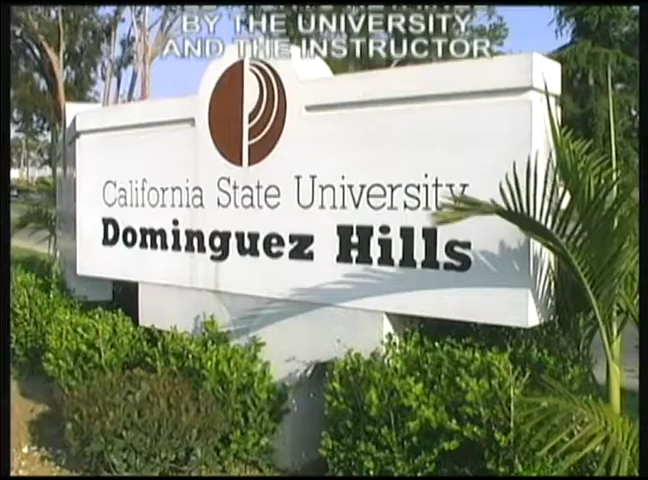 BY THE UNIVERSITY
AND THE INSTRUCTOR
California State University
Dominguez Hills